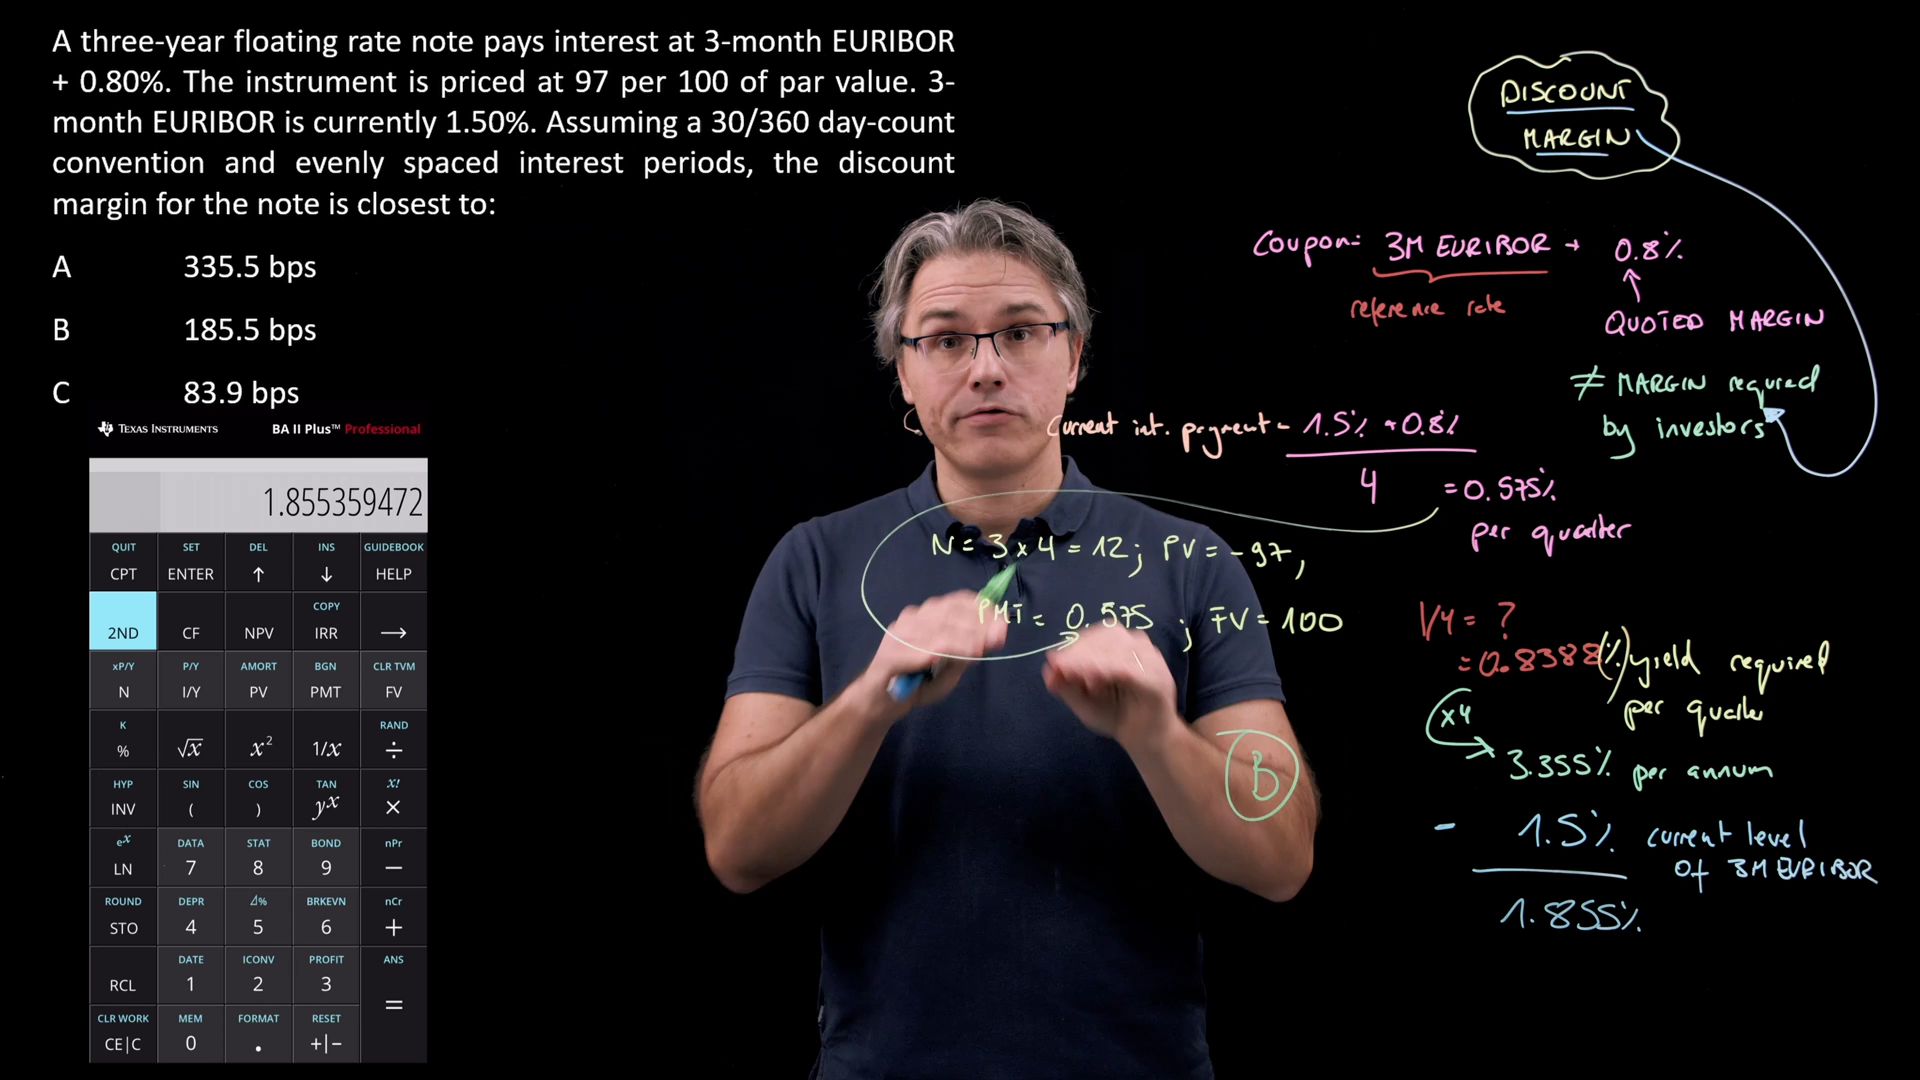 A three-year floating rate note pays interest at 3-month EURIBOR
+ 0.80%. The instrument is priced at 97 per 100 of par value. 3-
month EURIBOR is currently 1.50%. Assuming a 30/360 day-count
convention and evenly spaced interest periods, the discount
margin for the note is closest to:
A 335.5 bps
B 185.5 bps
C 83.9 bps
TEXAS INSTRUMENTS BA II Plus™ Professional
1.855359472
QUIT SET DEL INS GUIDEBOOK
CPT ENTER ↑ ↓ HELP
COPY
2ND CF NPV IRR →
xP/Y P/Y AMORT BGN CLR TVM
N I/Y PV PMT FV
K RAND
% √x x² 1/x ÷
HYP SIN COS TAN x!
INV ( ) yˣ ×
eˣ DATA STAT BOND nPr
LN 7 8 9 −
ROUND DEPR Δ% BRKEVN nCr
STO 4 5 6 +
DATE ICONV PROFIT ANS
RCL 1 2 3 =
CLR WORK MEM FORMAT RESET
CE|C 0 . +|−
DISCOUNT
MARGIN
Coupon= 3M EURIBOR + 0.8%
reference rate
QUOTED MARGIN
≠ MARGIN required
by investors
Current int. payment = 1.5% + 0.8%
4
= 0.575%
per quarter
N = 3 x 4 = 12; PV = -97,
PMT = 0.575 ; FV = 100
I/Y = ?
= 0.8388(%) yield required
per quarter
x4
3.355% per annum
- 1.5% current level
of 3M EURIBOR
1.855%
B